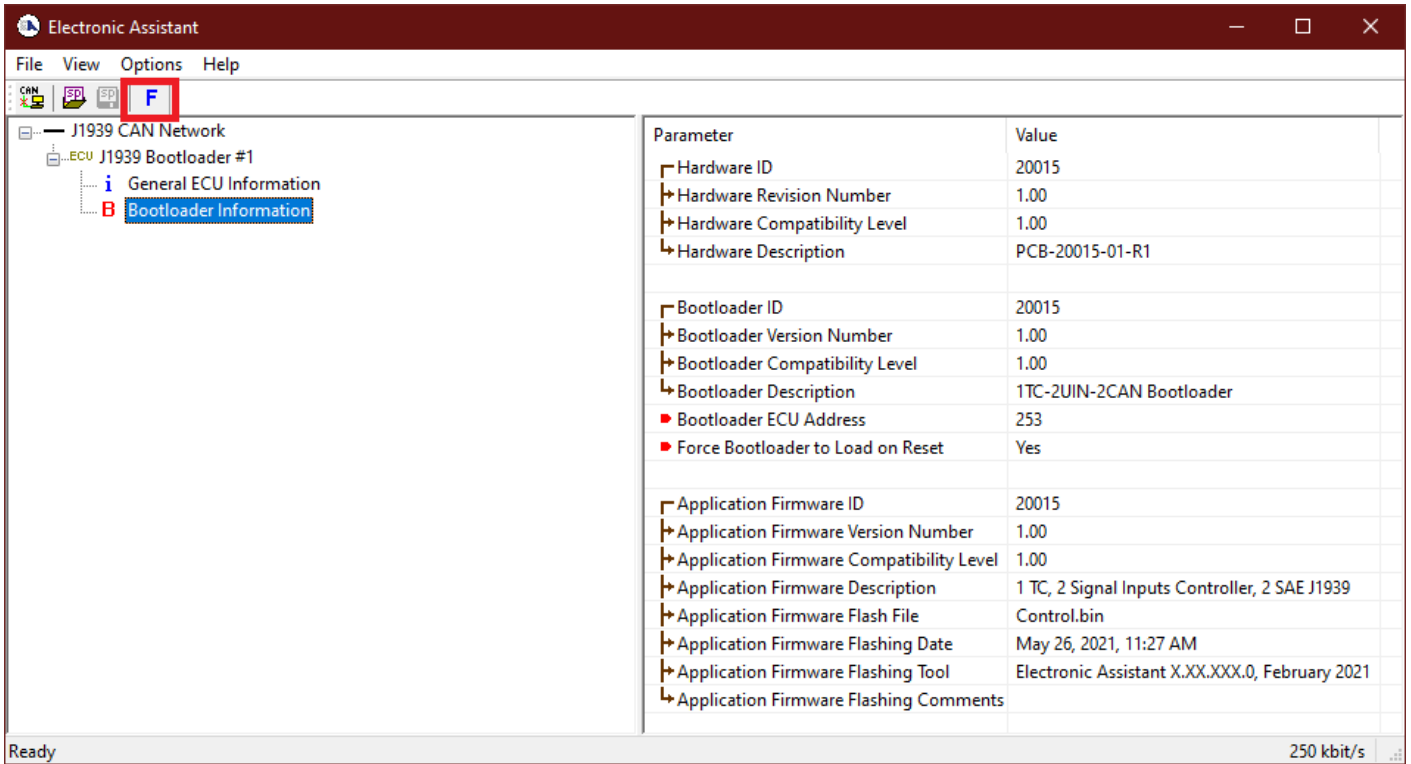 Electronic Assistant
File View Options Help
CAN SP SP F
J1939 CAN Network
ECU J1939 Bootloader #1
i General ECU Information
B Bootloader Information
Parameter Value
Hardware ID 20015
Hardware Revision Number 1.00
Hardware Compatibility Level 1.00
Hardware Description PCB-20015-01-R1
Bootloader ID 20015
Bootloader Version Number 1.00
Bootloader Compatibility Level 1.00
Bootloader Description 1TC-2UIN-2CAN Bootloader
Bootloader ECU Address 253
Force Bootloader to Load on Reset Yes
Application Firmware ID 20015
Application Firmware Version Number 1.00
Application Firmware Compatibility Level 1.00
Application Firmware Description 1 TC, 2 Signal Inputs Controller, 2 SAE J1939
Application Firmware Flash File Control.bin
Application Firmware Flashing Date May 26, 2021, 11:27 AM
Application Firmware Flashing Tool Electronic Assistant X.XX.XXX.0, February 2021
Application Firmware Flashing Comments
Ready 250 kbit/s